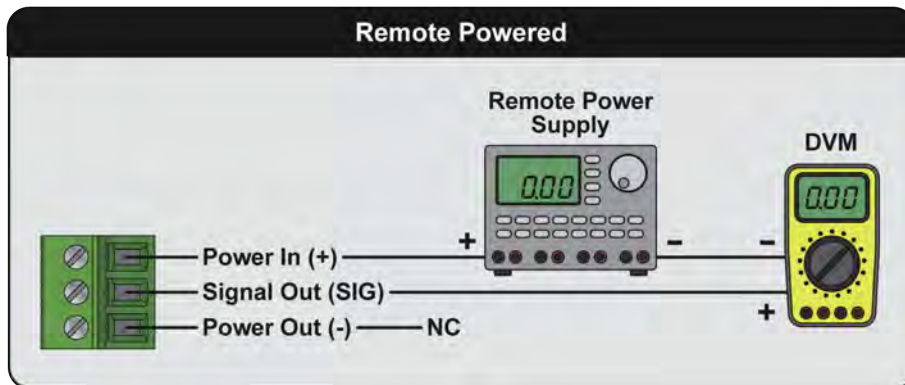 Remote Powered
Remote Power
Supply
DVM
0.00
0.00
+
-
-
Power In (+)
Signal Out (SIG)
+
Power Out (-)
NC